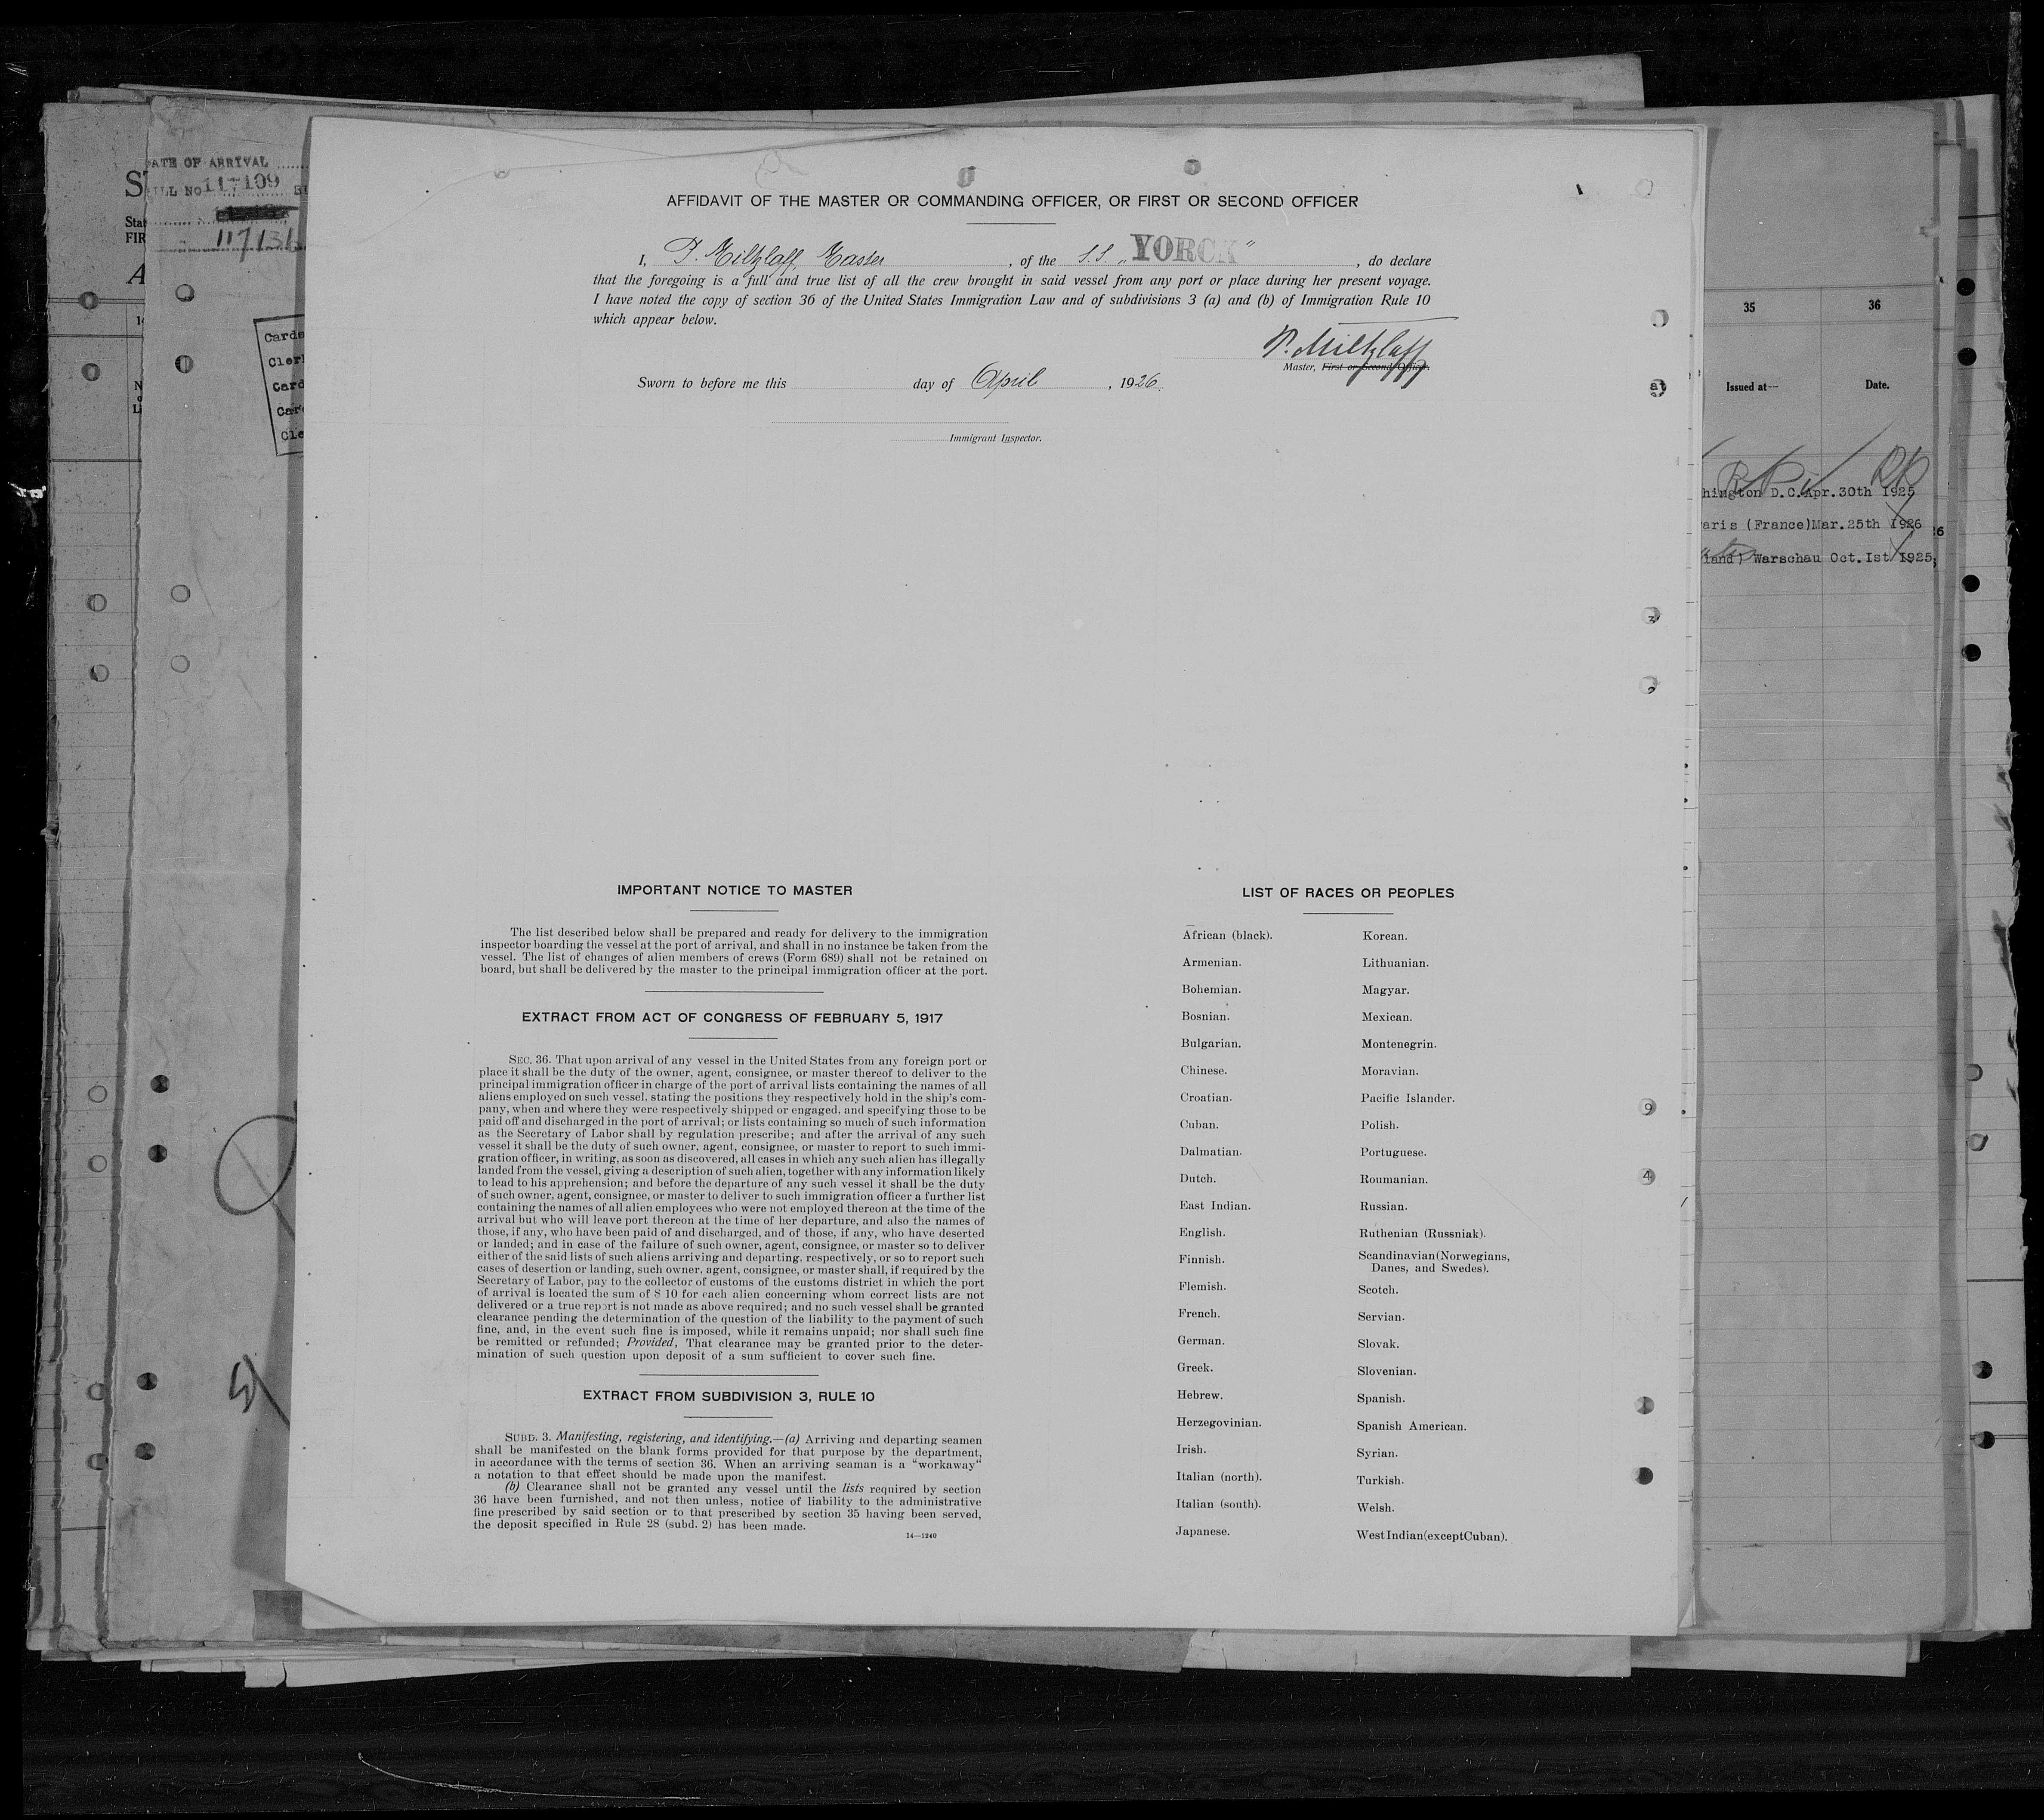 ATE OF ARRIVAL
ILL NO 117109
117136
Stat
FIR
A
Carde
Cler
Card
Car
Cle
AFFIDAVIT OF THE MASTER OR COMMANDING OFFICER, OR FIRST OR SECOND OFFICER
I, P. Miltzlaff, Master, of the S.S. „YORCK", do declare
that the foregoing is a full and true list of all the crew brought in said vessel from any port or place during her present voyage.
I have noted the copy of section 36 of the United States Immigration Law and of subdivisions 3 (a) and (b) of Immigration Rule 10
which appear below.
P. Miltzlaff
Master, First or Second Officer.
Sworn to before me this day of April, 1926.
Immigrant Inspector.
IMPORTANT NOTICE TO MASTER
The list described below shall be prepared and ready for delivery to the immigration
inspector boarding the vessel at the port of arrival, and shall in no instance be taken from the
vessel. The list of changes of alien members of crews (Form 689) shall not be retained on
board, but shall be delivered by the master to the principal immigration officer at the port.
EXTRACT FROM ACT OF CONGRESS OF FEBRUARY 5, 1917
SEC. 36. That upon arrival of any vessel in the United States from any foreign port or
place it shall be the duty of the owner, agent, consignee, or master thereof to deliver to the
principal immigration officer in charge of the port of arrival lists containing the names of all
aliens employed on such vessel. stating the positions they respectively hold in the ship's com-
pany, when and where they were respectively shipped or engaged, and specifying those to be
paid off and discharged in the port of arrival; or lists containing so much of such information
as the Secretary of Labor shall by regulation prescribe; and after the arrival of any such
vessel it shall be the duty of such owner, agent, consignee, or master to report to such immi-
gration officer, in writing, as soon as discovered, all cases in which any such alien has illegally
landed from the vessel, giving a description of such alien, together with any information likely
to lead to his apprehension; and before the departure of any such vessel it shall be the duty
of such owner, agent, consignee, or master to deliver to such immigration officer a further list
containing the names of all alien employees who were not employed thereon at the time of the
arrival but who will leave port thereon at the time of her departure, and also the names of
those, if any, who have been paid of and discharged, and of those, if any, who have deserted
or landed; and in case of the failure of such owner, agent, consignee, or master so to deliver
either of the said lists of such aliens arriving and departing, respectively, or so to report such
cases of desertion or landing, such owner, agent, consignee, or master shall, if required by the
Secretary of Labor, pay to the collector of customs of the customs district in which the port
of arrival is located the sum of $ 10 for each alien concerning whom correct lists are not
delivered or a true report is not made as above required; and no such vessel shall be granted
clearance pending the determination of the question of the liability to the payment of such
fine, and, in the event such fine is imposed, while it remains unpaid; nor shall such fine
be remitted or refunded; Provided, That clearance may be granted prior to the deter-
mination of such question upon deposit of a sum sufficient to cover such fine.
EXTRACT FROM SUBDIVISION 3, RULE 10
SUBD. 3. Manifesting, registering, and identifying.—(a) Arriving and departing seamen
shall be manifested on the blank forms provided for that purpose by the department,
in accordance with the terms of section 36. When an arriving seaman is a "workaway"
a notation to that effect should be made upon the manifest.
(b) Clearance shall not be granted any vessel until the lists required by section
36 have been furnished, and not then unless, notice of liability to the administrative
fine prescribed by said section or to that prescribed by section 35 having been served,
the deposit specified in Rule 28 (subd. 2) has been made.
14—1240
LIST OF RACES OR PEOPLES
African (black). Korean.
Armenian. Lithuanian.
Bohemian. Magyar.
Bosnian. Mexican.
Bulgarian. Montenegrin.
Chinese. Moravian.
Croatian. Pacific Islander.
Cuban. Polish.
Dalmatian. Portuguese.
Dutch. Roumanian.
East Indian. Russian.
English. Ruthenian (Russniak).
Finnish. Scandinavian (Norwegians,
Danes, and Swedes).
Flemish. Scotch.
French. Servian.
German. Slovak.
Greek. Slovenian.
Hebrew. Spanish.
Herzegovinian. Spanish American.
Irish. Syrian.
Italian (north). Turkish.
Italian (south). Welsh.
Japanese. West Indian (except Cuban).
35 36
Issued at— Date.
hington D.C. Apr.30th 1925
aris (France) Mar.25th 1926
land) Warschau Oct.1st 1925